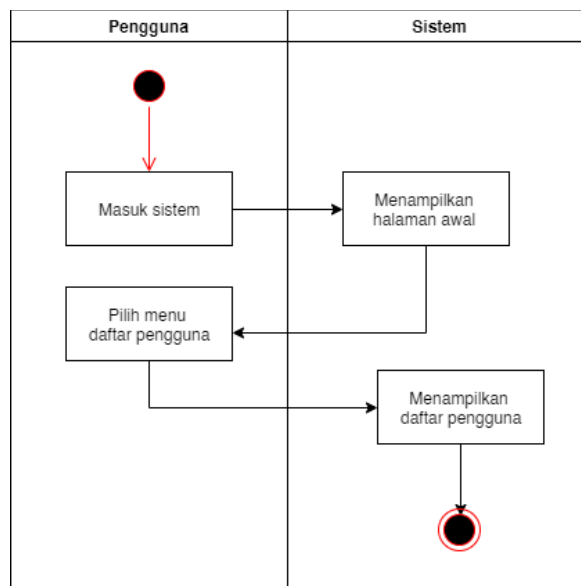 Pengguna
Sistem
Masuk sistem
Menampilkan
halaman awal
Pilih menu
daftar pengguna
Menampilkan
daftar pengguna